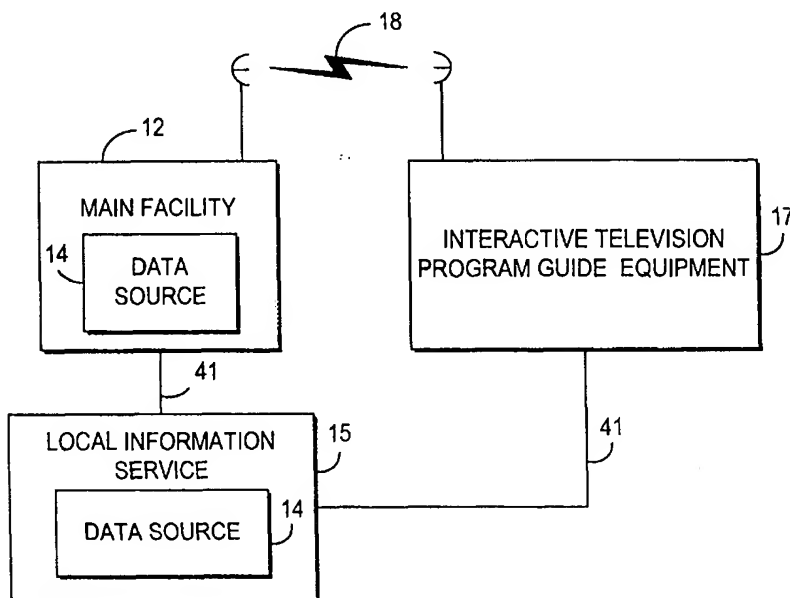 18
12
MAIN FACILITY
14
DATA
SOURCE
INTERACTIVE TELEVISION
PROGRAM GUIDE EQUIPMENT
17
41
LOCAL INFORMATION
SERVICE
15
41
DATA SOURCE
14